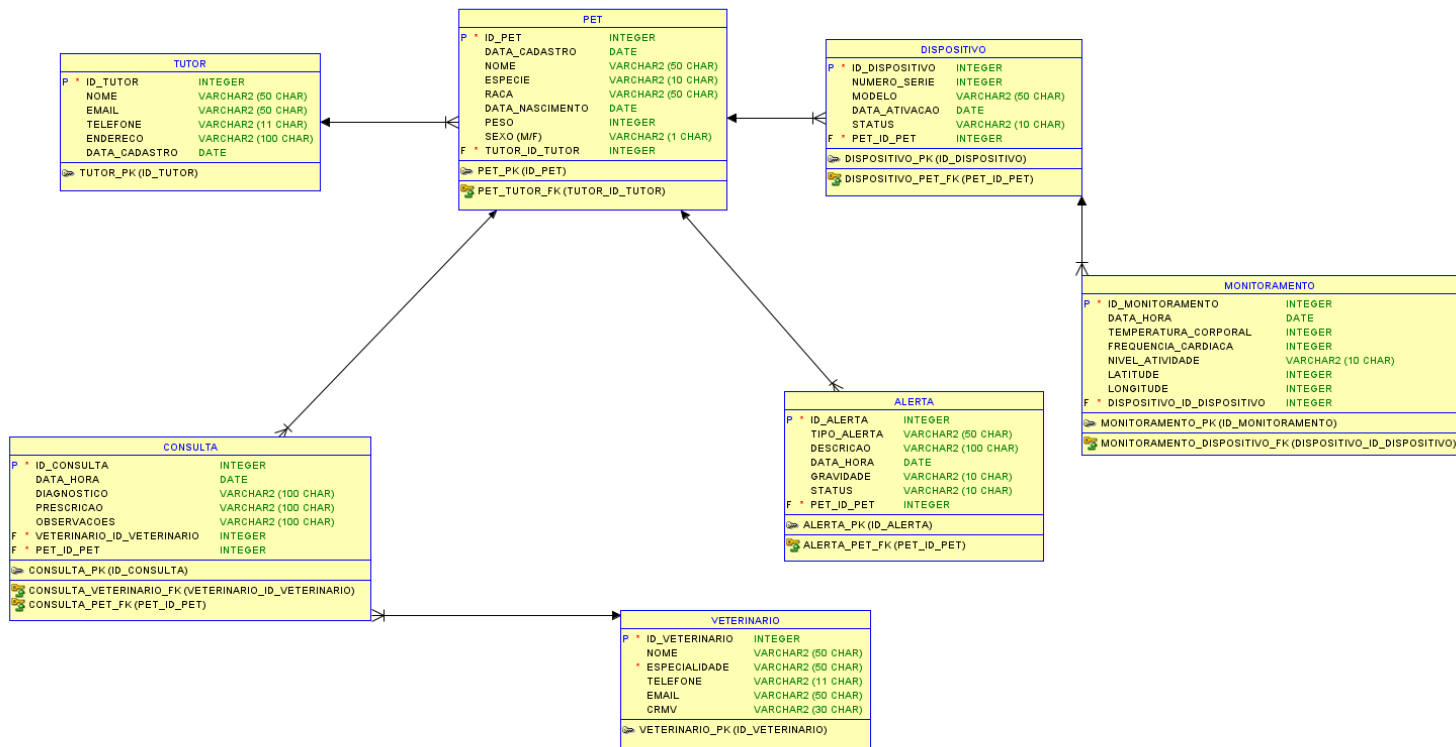 TUTOR
P * ID_TUTOR INTEGER
NOME VARCHAR2 (50 CHAR)
EMAIL VARCHAR2 (50 CHAR)
TELEFONE VARCHAR2 (11 CHAR)
ENDERECO VARCHAR2 (100 CHAR)
DATA_CADASTRO DATE
TUTOR_PK (ID_TUTOR)
PET
P * ID_PET INTEGER
DATA_CADASTRO DATE
NOME VARCHAR2 (50 CHAR)
ESPECIE VARCHAR2 (10 CHAR)
RACA VARCHAR2 (50 CHAR)
DATA_NASCIMENTO DATE
PESO INTEGER
SEXO (M/F) VARCHAR2 (1 CHAR)
F * TUTOR_ID_TUTOR INTEGER
PET_PK (ID_PET)
PET_TUTOR_FK (TUTOR_ID_TUTOR)
DISPOSITIVO
P * ID_DISPOSITIVO INTEGER
NUMERO_SERIE INTEGER
MODELO VARCHAR2 (50 CHAR)
DATA_ATIVACAO DATE
STATUS VARCHAR2 (10 CHAR)
F * PET_ID_PET INTEGER
DISPOSITIVO_PK (ID_DISPOSITIVO)
DISPOSITIVO_PET_FK (PET_ID_PET)
MONITORAMENTO
P * ID_MONITORAMENTO INTEGER
DATA_HORA DATE
TEMPERATURA_CORPORAL INTEGER
FREQUENCIA_CARDIACA INTEGER
NIVEL_ATIVIDADE VARCHAR2 (10 CHAR)
LATITUDE INTEGER
LONGITUDE INTEGER
F * DISPOSITIVO_ID_DISPOSITIVO INTEGER
MONITORAMENTO_PK (ID_MONITORAMENTO)
MONITORAMENTO_DISPOSITIVO_FK (DISPOSITIVO_ID_DISPOSITIVO)
CONSULTA
P * ID_CONSULTA INTEGER
DATA_HORA DATE
DIAGNOSTICO VARCHAR2 (100 CHAR)
PRESCRICAO VARCHAR2 (100 CHAR)
OBSERVACOES VARCHAR2 (100 CHAR)
F * VETERINARIO_ID_VETERINARIO INTEGER
F * PET_ID_PET INTEGER
CONSULTA_PK (ID_CONSULTA)
CONSULTA_VETERINARIO_FK (VETERINARIO_ID_VETERINARIO)
CONSULTA_PET_FK (PET_ID_PET)
ALERTA
P * ID_ALERTA INTEGER
TIPO_ALERTA VARCHAR2 (50 CHAR)
DESCRICAO VARCHAR2 (100 CHAR)
DATA_HORA DATE
GRAVIDADE VARCHAR2 (10 CHAR)
STATUS VARCHAR2 (10 CHAR)
F * PET_ID_PET INTEGER
ALERTA_PK (ID_ALERTA)
ALERTA_PET_FK (PET_ID_PET)
VETERINARIO
P * ID_VETERINARIO INTEGER
NOME VARCHAR2 (50 CHAR)
* ESPECIALIDADE VARCHAR2 (50 CHAR)
TELEFONE VARCHAR2 (11 CHAR)
EMAIL VARCHAR2 (50 CHAR)
CRMV VARCHAR2 (30 CHAR)
VETERINARIO_PK (ID_VETERINARIO)